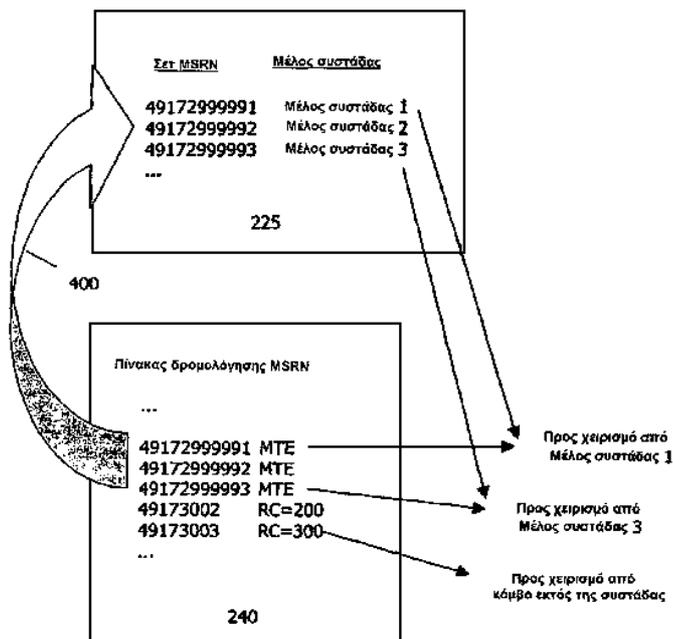 Σετ MSRN Μέλος συστάδας
49172999991 Μέλος συστάδας 1
49172999992 Μέλος συστάδας 2
49172999993 Μέλος συστάδας 3
...
225
400
Πίνακας δρομολόγησης MSRN
...
49172999991 MTE
49172999992 MTE
49172999993 MTE
49173002 RC=200
49173003 RC=300
...
240
Προς χειρισμό από
Μέλος συστάδας 1
Προς χειρισμό από
Μέλος συστάδας 3
Προς χειρισμό από
κόμβο εκτός της συστάδας